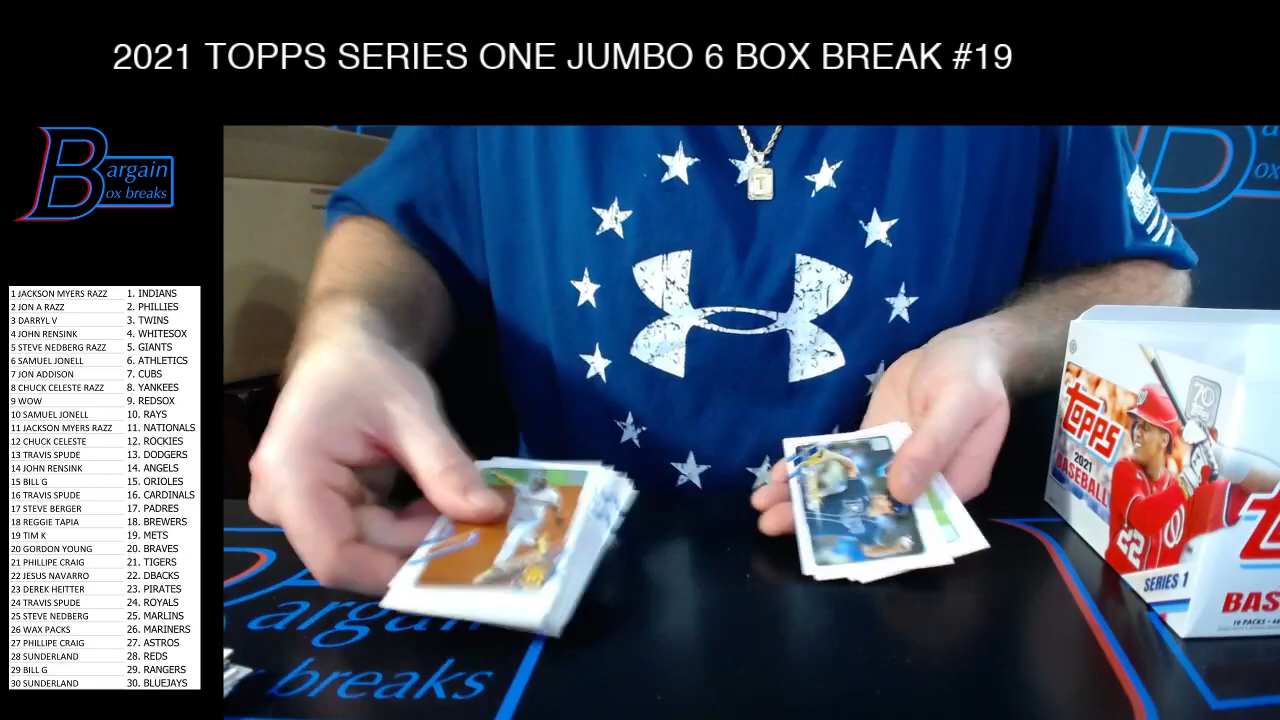 2021 TOPPS SERIES ONE JUMBO 6 BOX BREAK #19
Bargain
Box breaks
1 JACKSON MYERS RAZZ 1. INDIANS
2 JON A RAZZ 2. PHILLIES
3 DARRYL V 3. TWINS
4 JOHN RENSINK 4. WHITESOX
5 STEVE NEDBERG RAZZ 5. GIANTS
6 SAMUEL JONELL 6. ATHLETICS
7 JON ADDISON 7. CUBS
8 CHUCK CELESTE RAZZ 8. YANKEES
9 WOW 9. REDSOX
10 SAMUEL JONELL 10. RAYS
11 JACKSON MYERS RAZZ 11. NATIONALS
12 CHUCK CELESTE 12. ROCKIES
13 TRAVIS SPUDE 13. DODGERS
14 JOHN RENSINK 14. ANGELS
15 BILL G 15. ORIOLES
16 TRAVIS SPUDE 16. CARDINALS
17 STEVE BERGER 17. PADRES
18 REGGIE TAPIA 18. BREWERS
19 TIM K 19. METS
20 GORDON YOUNG 20. BRAVES
21 PHILLIPE CRAIG 21. TIGERS
22 JESUS NAVARRO 22. DBACKS
23 DEREK HEITTER 23. PIRATES
24 TRAVIS SPUDE 24. ROYALS
25 STEVE NEDBERG 25. MARLINS
26 WAX PACKS 26. MARINERS
27 PHILLIPE CRAIG 27. ASTROS
28 SUNDERLAND 28. REDS
29 BILL G 29. RANGERS
30 SUNDERLAND 30. BLUEJAYS
T
70
TOPPS
2021
BASEBALL
22
SERIES 1
BAS
10 PACKS
Bargain
box breaks